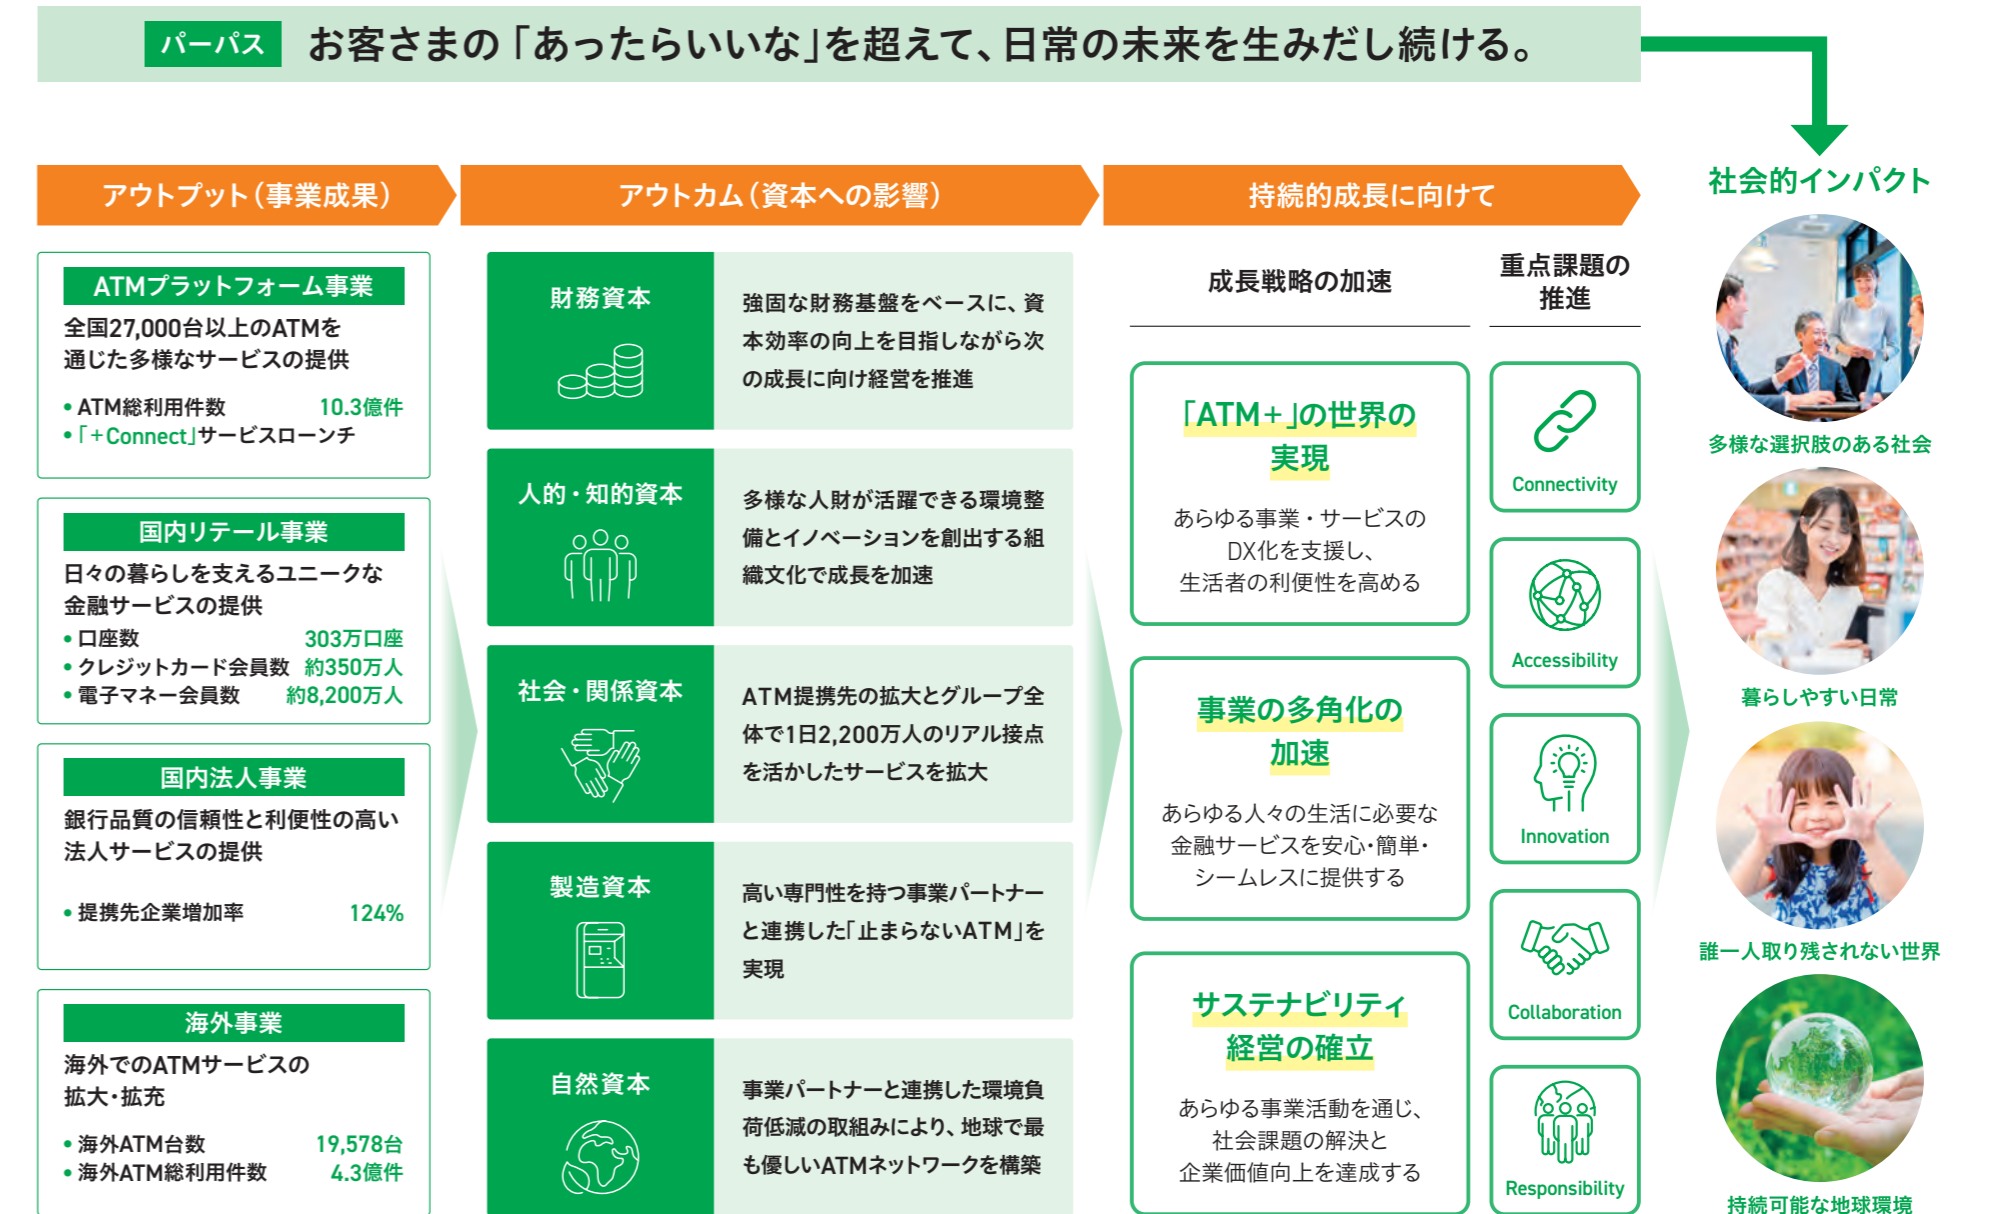 パーパス
お客さまの「あったらいいな」を超えて、日常の未来を生みだし続ける。
アウトプット（事業成果）
ATMプラットフォーム事業
全国27,000台以上のATMを
通じた多様なサービスの提供
• ATM総利用件数 10.3億件
•「+Connect」サービスローンチ
国内リテール事業
日々の暮らしを支えるユニークな
金融サービスの提供
• 口座数 303万口座
• クレジットカード会員数 約350万人
• 電子マネー会員数 約8,200万人
国内法人事業
銀行品質の信頼性と利便性の高い
法人サービスの提供
• 提携先企業増加率 124%
海外事業
海外でのATMサービスの
拡大・拡充
• 海外ATM台数 19,578台
• 海外ATM総利用件数 4.3億件
アウトカム（資本への影響）
財務資本
強固な財務基盤をベースに、資
本効率の向上を目指しながら次
の成長に向け経営を推進
人的・知的資本
多様な人財が活躍できる環境整
備とイノベーションを創出する組
織文化で成長を加速
社会・関係資本
ATM提携先の拡大とグループ全
体で1日2,200万人のリアル接点
を活かしたサービスを拡大
製造資本
高い専門性を持つ事業パートナー
と連携した「止まらないATM」を
実現
自然資本
事業パートナーと連携した環境負
荷低減の取組みにより、地球で最
も優しいATMネットワークを構築
持続的成長に向けて
成長戦略の加速
「ATM+」の世界の
実現
あらゆる事業・サービスの
DX化を支援し、
生活者の利便性を高める
事業の多角化の
加速
あらゆる人々の生活に必要な
金融サービスを安心・簡単・
シームレスに提供する
サステナビリティ
経営の確立
あらゆる事業活動を通じ、
社会課題の解決と
企業価値向上を達成する
重点課題の
推進
Connectivity
Accessibility
Innovation
Collaboration
Responsibility
社会的インパクト
多様な選択肢のある社会
暮らしやすい日常
誰一人取り残されない世界
持続可能な地球環境